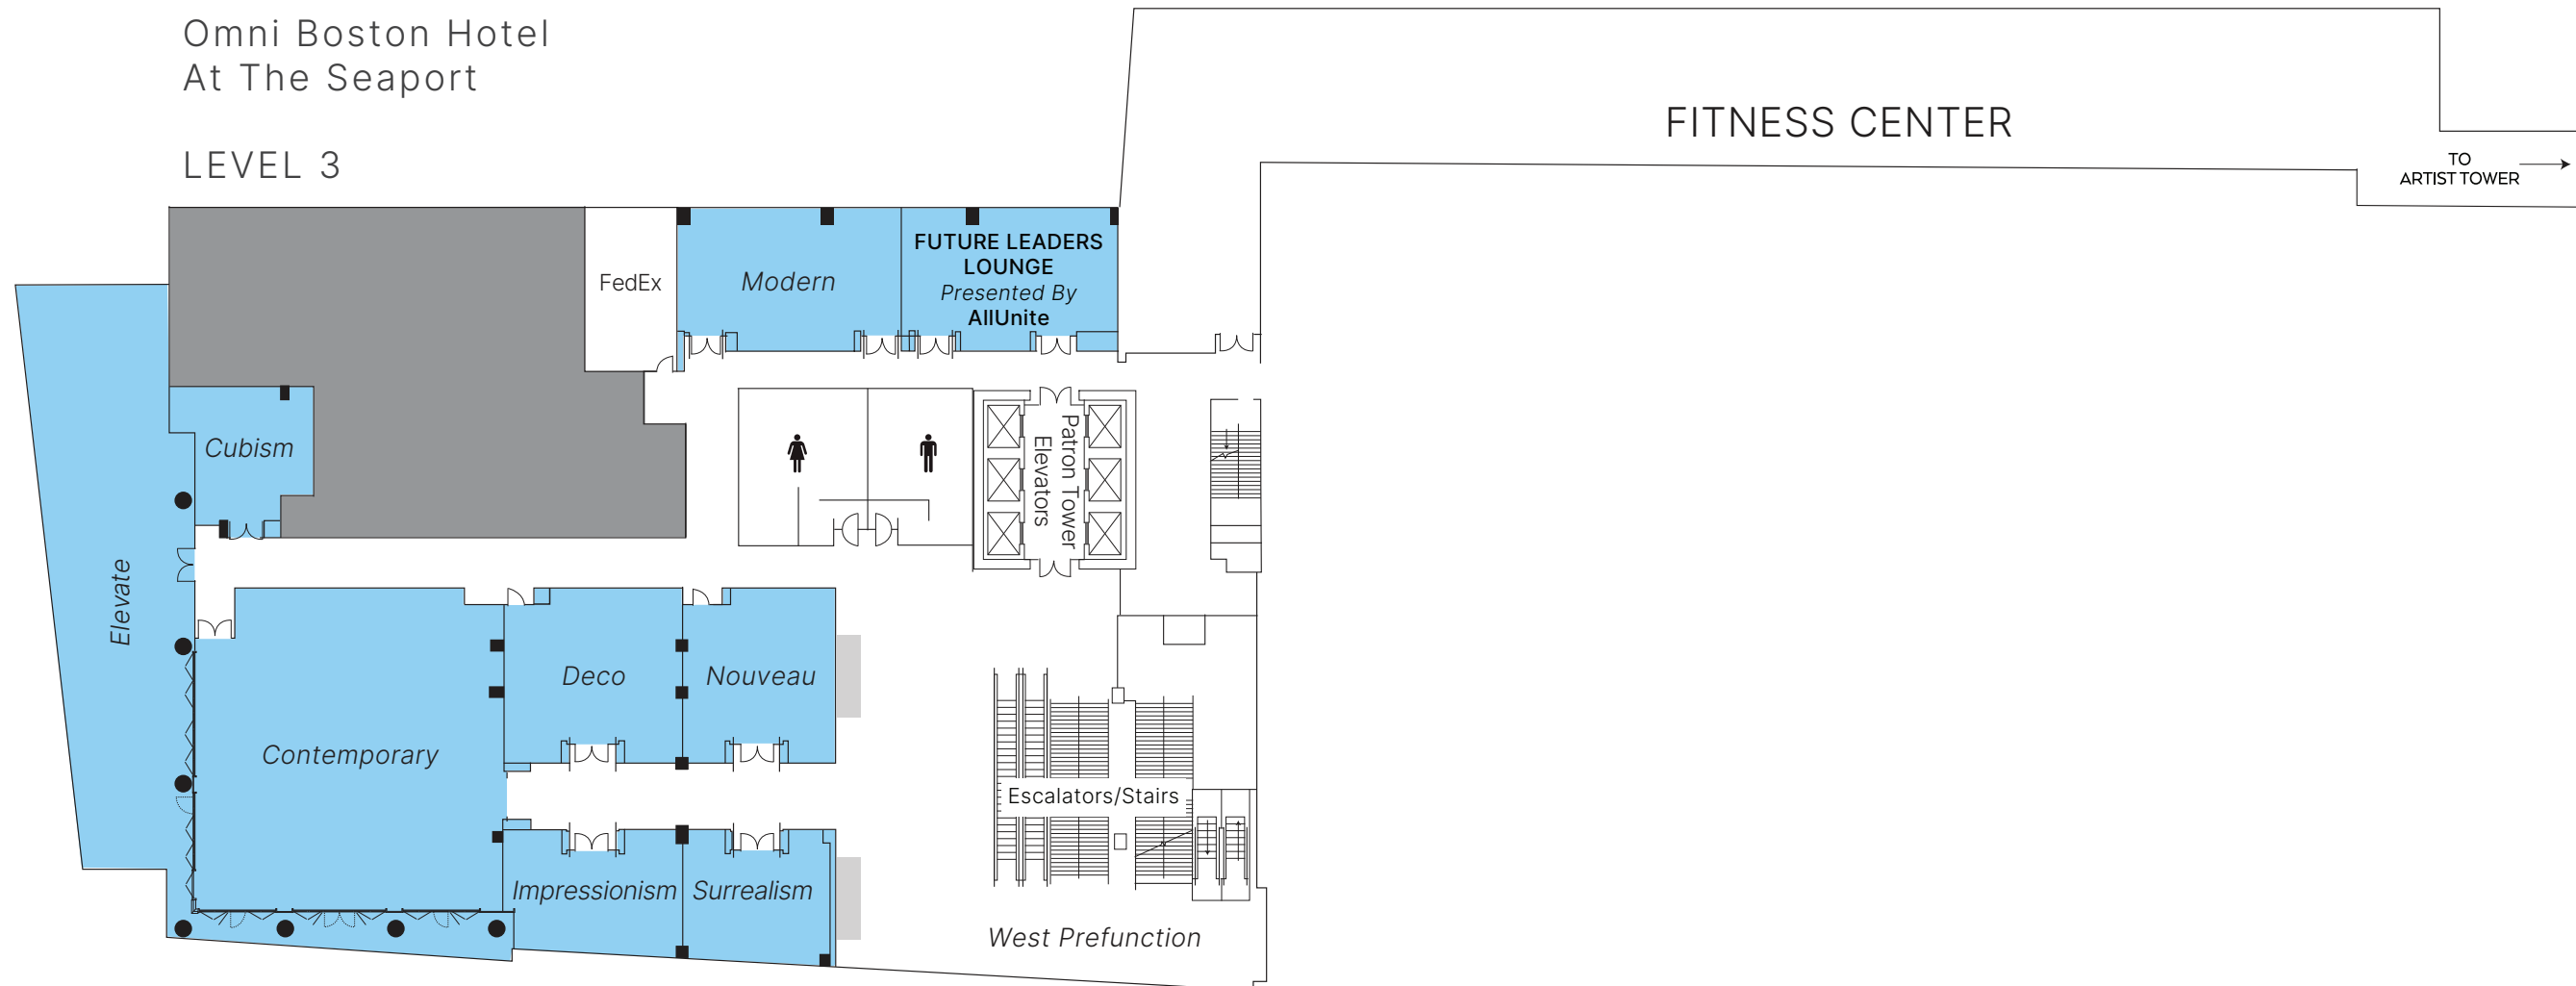 Omni Boston Hotel
At The Seaport
LEVEL 3
FITNESS CENTER
TO
ARTIST TOWER
FedEx
Modern
FUTURE LEADERS
LOUNGE
Presented By
AllUnite
Cubism
Patron Tower
Elevators
Elevate
Deco
Nouveau
Contemporary
Escalators/Stairs
Impressionism
Surrealism
West Prefunction